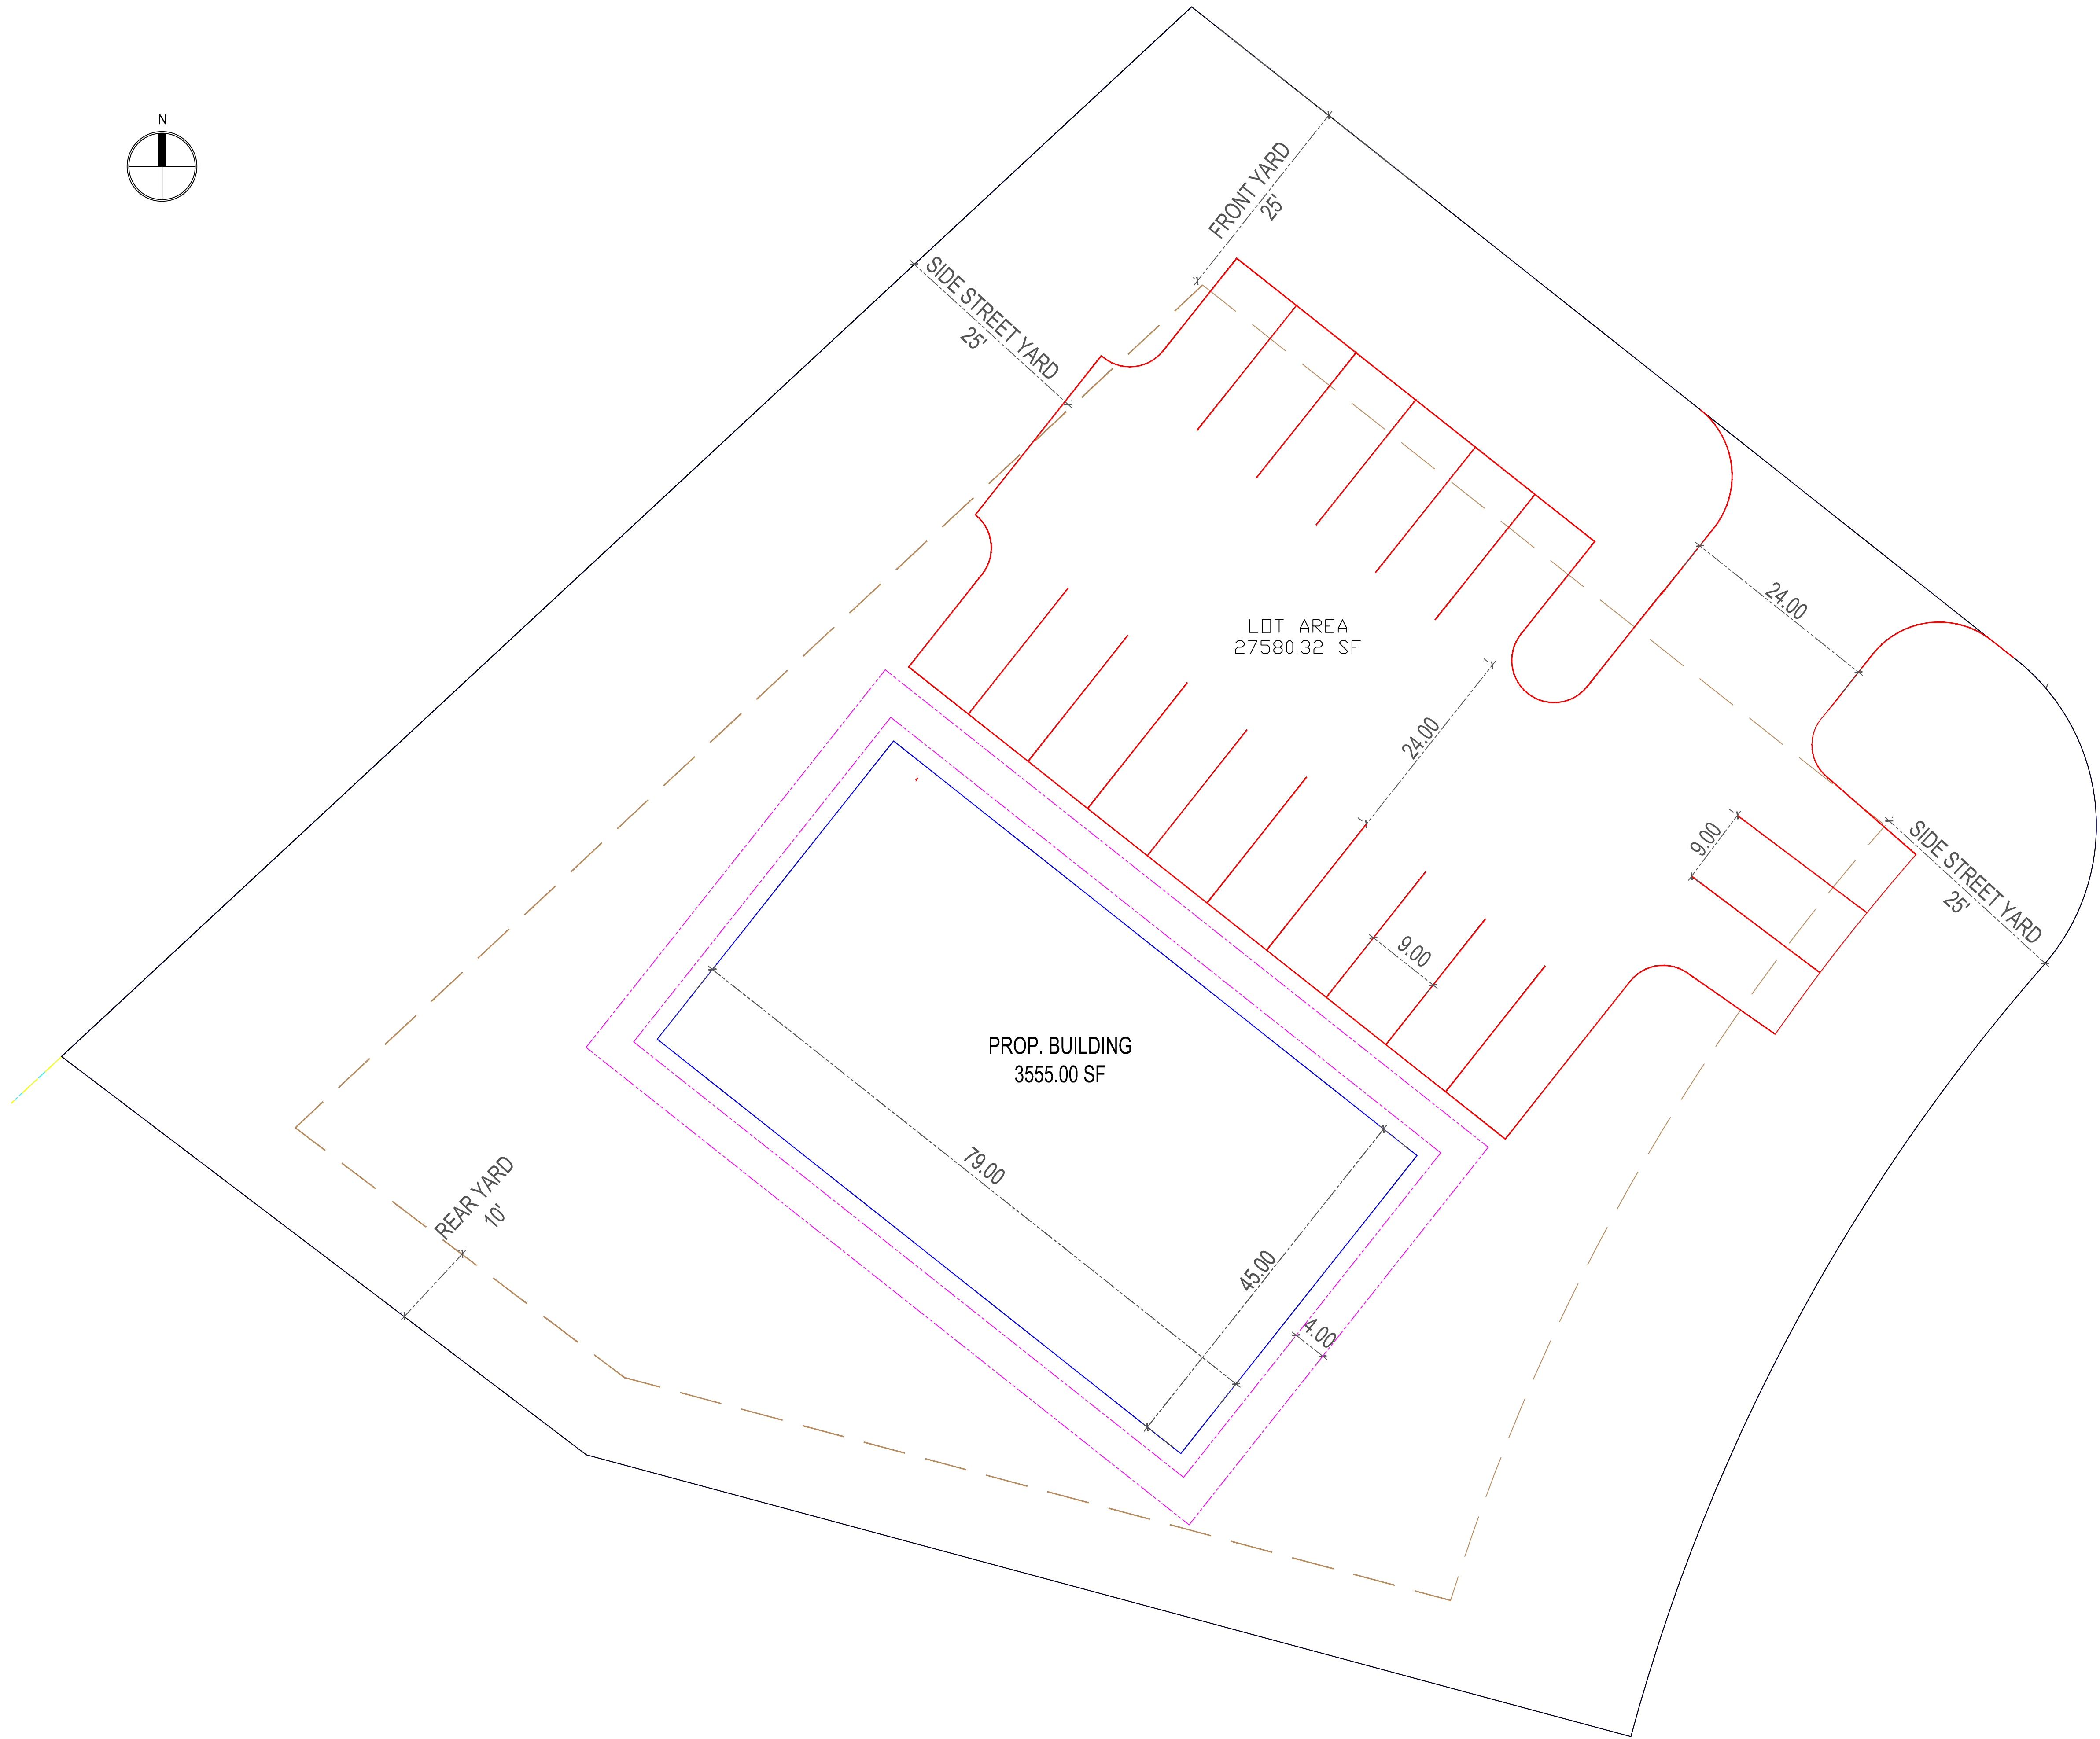 N
FRONT YARD
25'
SIDE STREET YARD
25'
24.00
LOT AREA
27580.32 SF
24.00
9.00
SIDE STREET YARD
25'
9.00
PROP. BUILDING
3555.00 SF
79.00
REAR YARD
10'
45.00
4.00